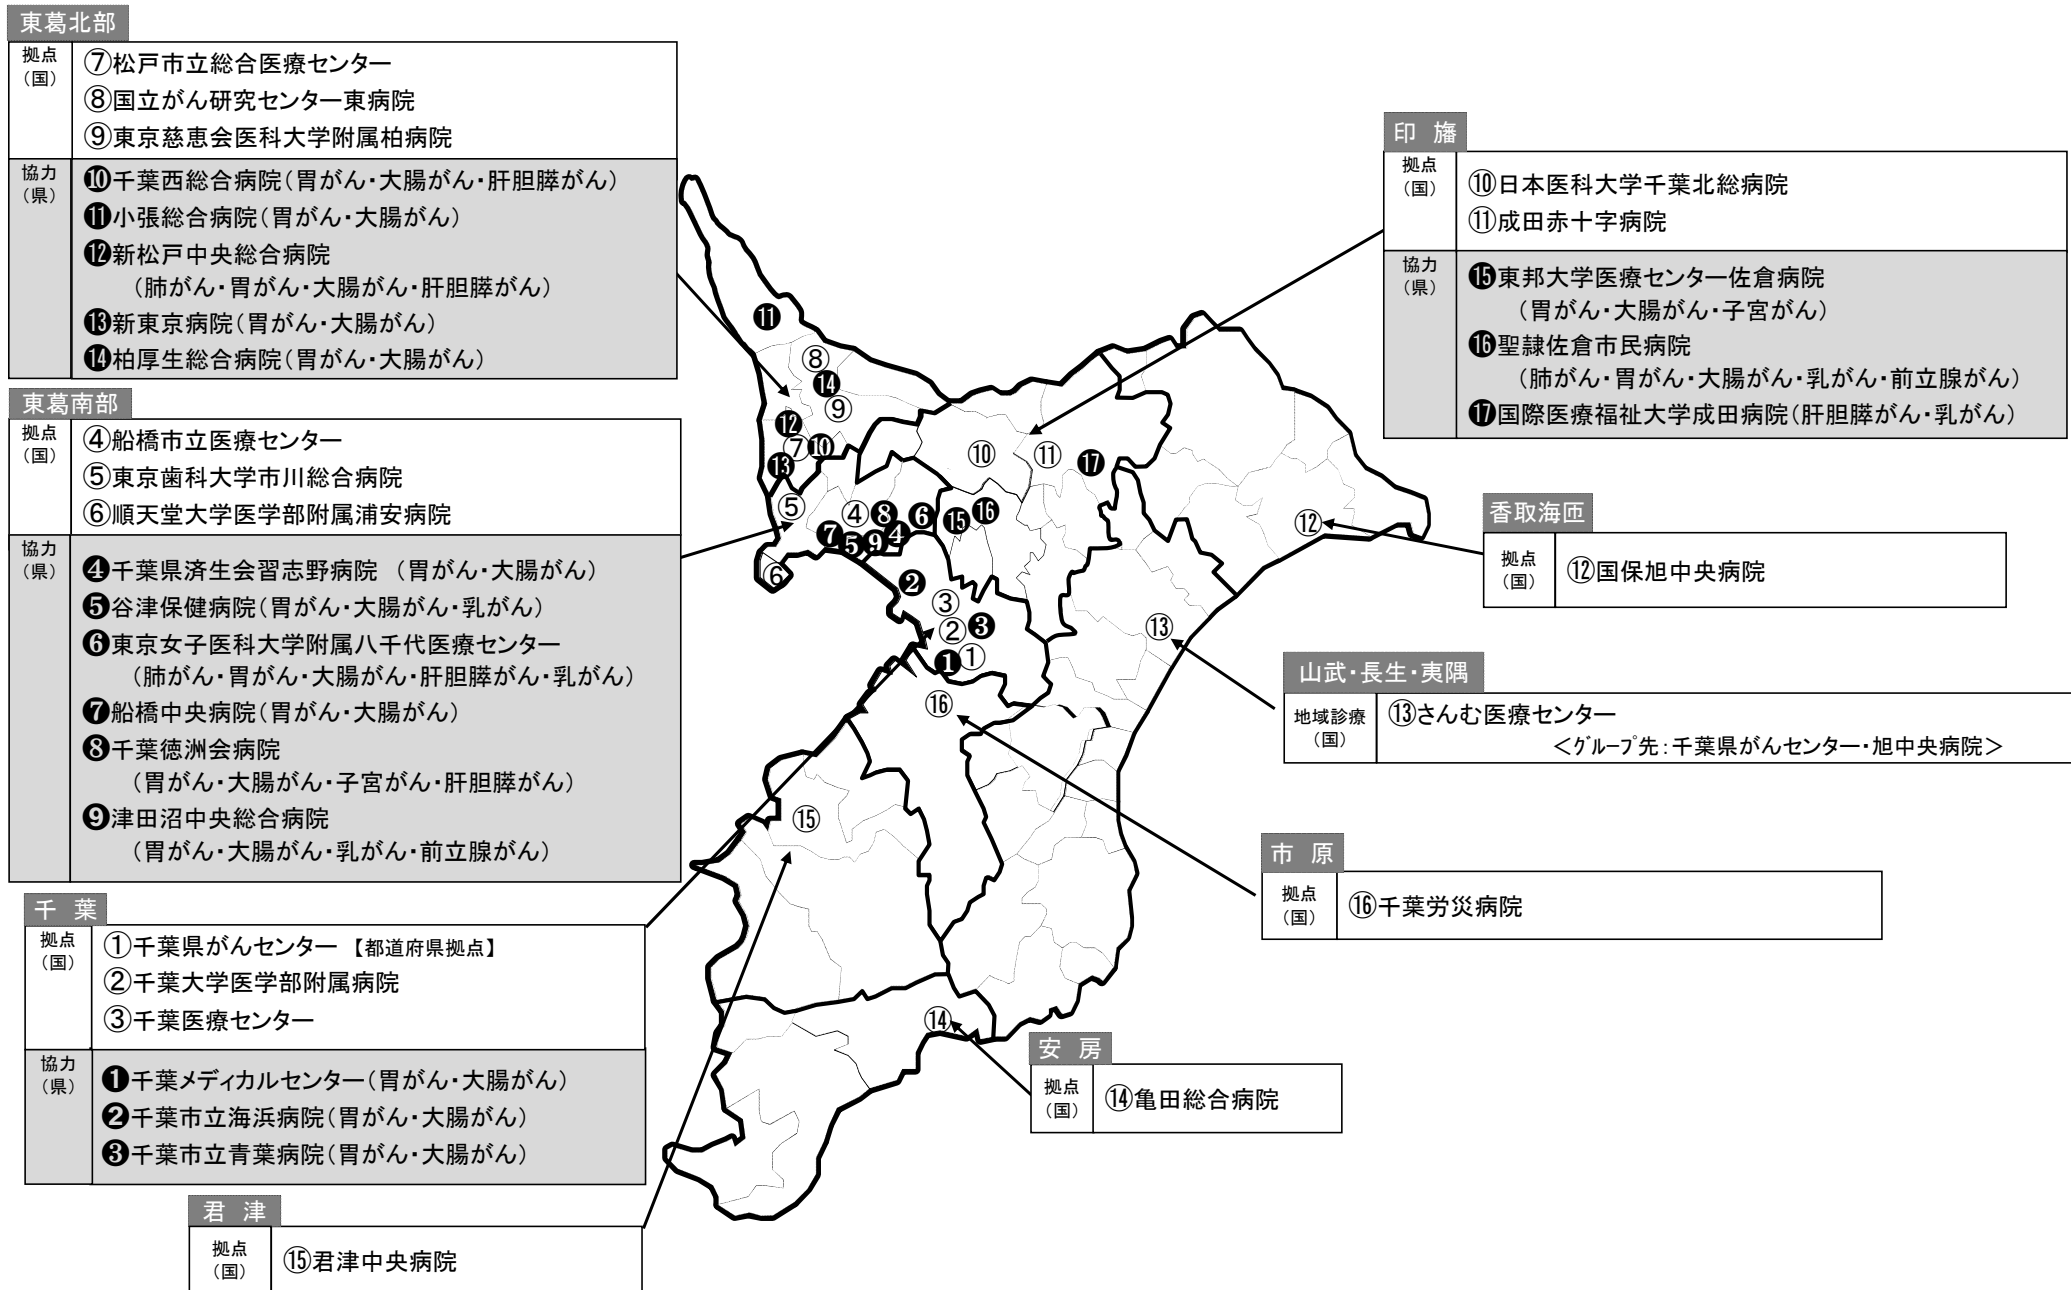 東葛北部
拠点
（国）
⑦松戸市立総合医療センター
⑧国立がん研究センター東病院
⑨東京慈恵会医科大学附属柏病院
協力
（県）
❿千葉西総合病院（胃がん・大腸がん・肝胆膵がん）
⓫小張総合病院（胃がん・大腸がん）
⓬新松戸中央総合病院
（肺がん・胃がん・大腸がん・肝胆膵がん）
⓭新東京病院（胃がん・大腸がん）
⓮柏厚生総合病院（胃がん・大腸がん）
東葛南部
拠点
（国）
④船橋市立医療センター
⑤東京歯科大学市川総合病院
⑥順天堂大学医学部附属浦安病院
協力
（県）
❹千葉県済生会習志野病院 （胃がん・大腸がん）
❺谷津保健病院（胃がん・大腸がん・乳がん）
❻東京女子医科大学附属八千代医療センター
（肺がん・胃がん・大腸がん・肝胆膵がん・乳がん）
❼船橋中央病院（胃がん・大腸がん）
❽千葉徳洲会病院
（胃がん・大腸がん・子宮がん・肝胆膵がん）
❾津田沼中央総合病院
（胃がん・大腸がん・乳がん・前立腺がん）
千 葉
拠点
（国）
①千葉県がんセンター 【都道府県拠点】
②千葉大学医学部附属病院
③千葉医療センター
協力
（県）
❶千葉メディカルセンター（胃がん・大腸がん）
❷千葉市立海浜病院（胃がん・大腸がん）
❸千葉市立青葉病院（胃がん・大腸がん）
君 津
拠点
（国）
⑮君津中央病院
⓫
⑧
⓮
⑨
⓬
⑦
❿
⓭
⑤
④
❽
❻
❼
❺
❾
❹
⑥
⑩
⑪
⓱
⓯
⓰
⑫
❷
③
②
❸
①
❶
⑬
⑯
⑮
⑭
印 旛
拠点
（国）
⑩日本医科大学千葉北総病院
⑪成田赤十字病院
協力
（県）
⓯東邦大学医療センター佐倉病院
（胃がん・大腸がん・子宮がん）
⓰聖隷佐倉市民病院
（肺がん・胃がん・大腸がん・乳がん・前立腺がん）
⓱国際医療福祉大学成田病院（肝胆膵がん・乳がん）
香取海匝
拠点
（国）
⑫国保旭中央病院
山武・長生・夷隅
地域診療
（国）
⑬さんむ医療センター
＜グループ先：千葉県がんセンター・旭中央病院＞
市 原
拠点
（国）
⑯千葉労災病院
安 房
拠点
（国）
⑭亀田総合病院